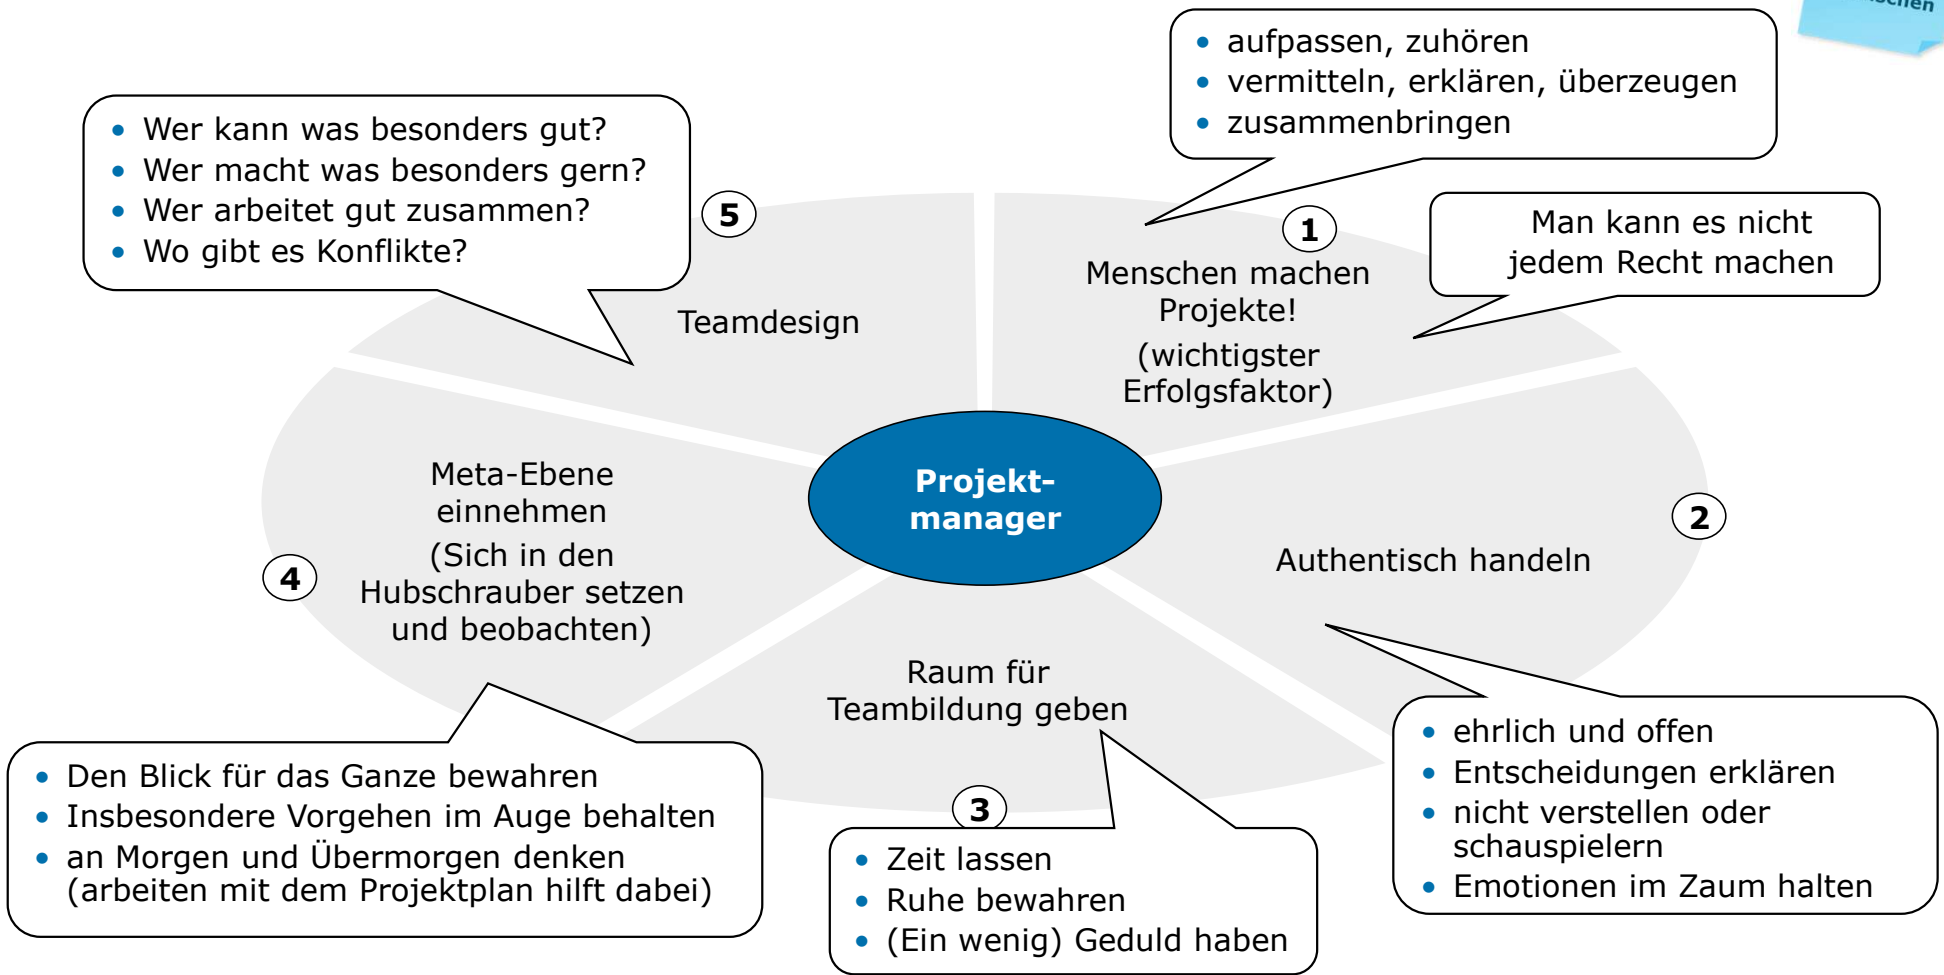 • aufpassen, zuhören
• vermitteln, erklären, überzeugen
• zusammenbringen
• Wer kann was besonders gut?
• Wer macht was besonders gern?
• Wer arbeitet gut zusammen?
• Wo gibt es Konflikte?
5
1
Man kann es nicht
jedem Recht machen
Menschen machen
Projekte!
(wichtigster
Erfolgsfaktor)
Teamdesign
Projekt-
manager
Meta-Ebene
einnehmen
(Sich in den
Hubschrauber setzen
und beobachten)
4
2
Authentisch handeln
Raum für
Teambildung geben
3
• ehrlich und offen
• Entscheidungen erklären
• nicht verstellen oder
schauspielern
• Emotionen im Zaum halten
• Den Blick für das Ganze bewahren
• Insbesondere Vorgehen im Auge behalten
• an Morgen und Übermorgen denken
(arbeiten mit dem Projektplan hilft dabei)
• Zeit lassen
• Ruhe bewahren
• (Ein wenig) Geduld haben